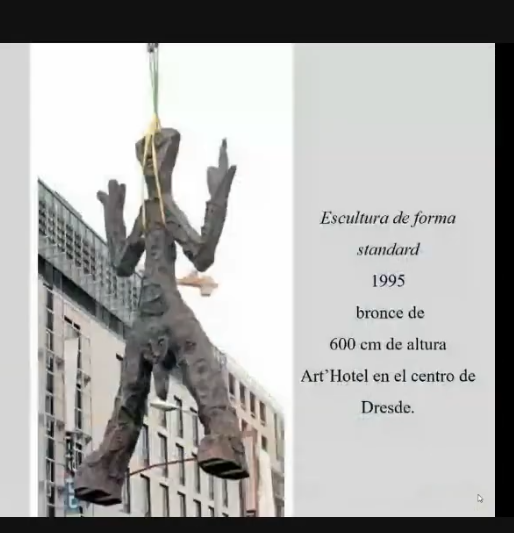 Escultura de forma
standard
1995
bronce de
600 cm de altura
Art'Hotel en el centro de
Dresde.